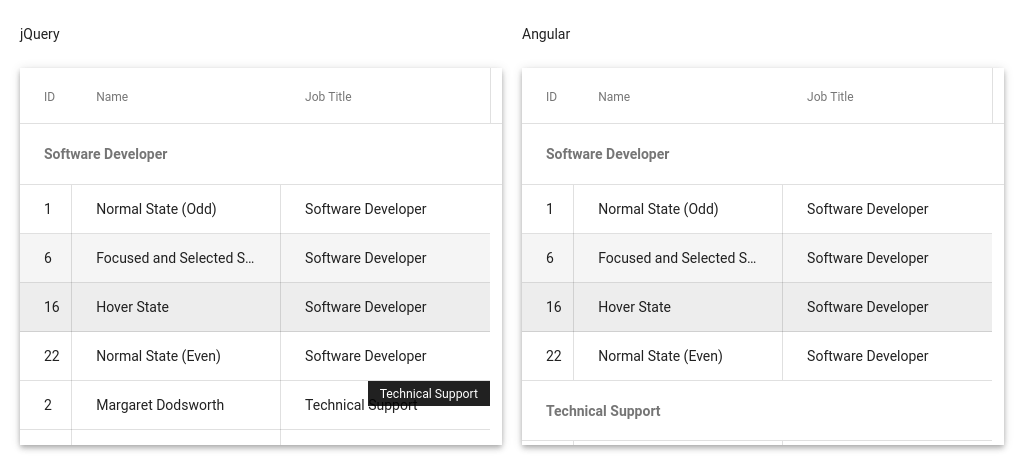 jQuery
Angular
ID Name Job Title
Software Developer
1 Normal State (Odd) Software Developer
6 Focused and Selected S... Software Developer
16 Hover State Software Developer
22 Normal State (Even) Software Developer
Technical Support
2 Margaret Dodsworth Technical Support
ID Name Job Title
Software Developer
1 Normal State (Odd) Software Developer
6 Focused and Selected S... Software Developer
16 Hover State Software Developer
22 Normal State (Even) Software Developer
Technical Support